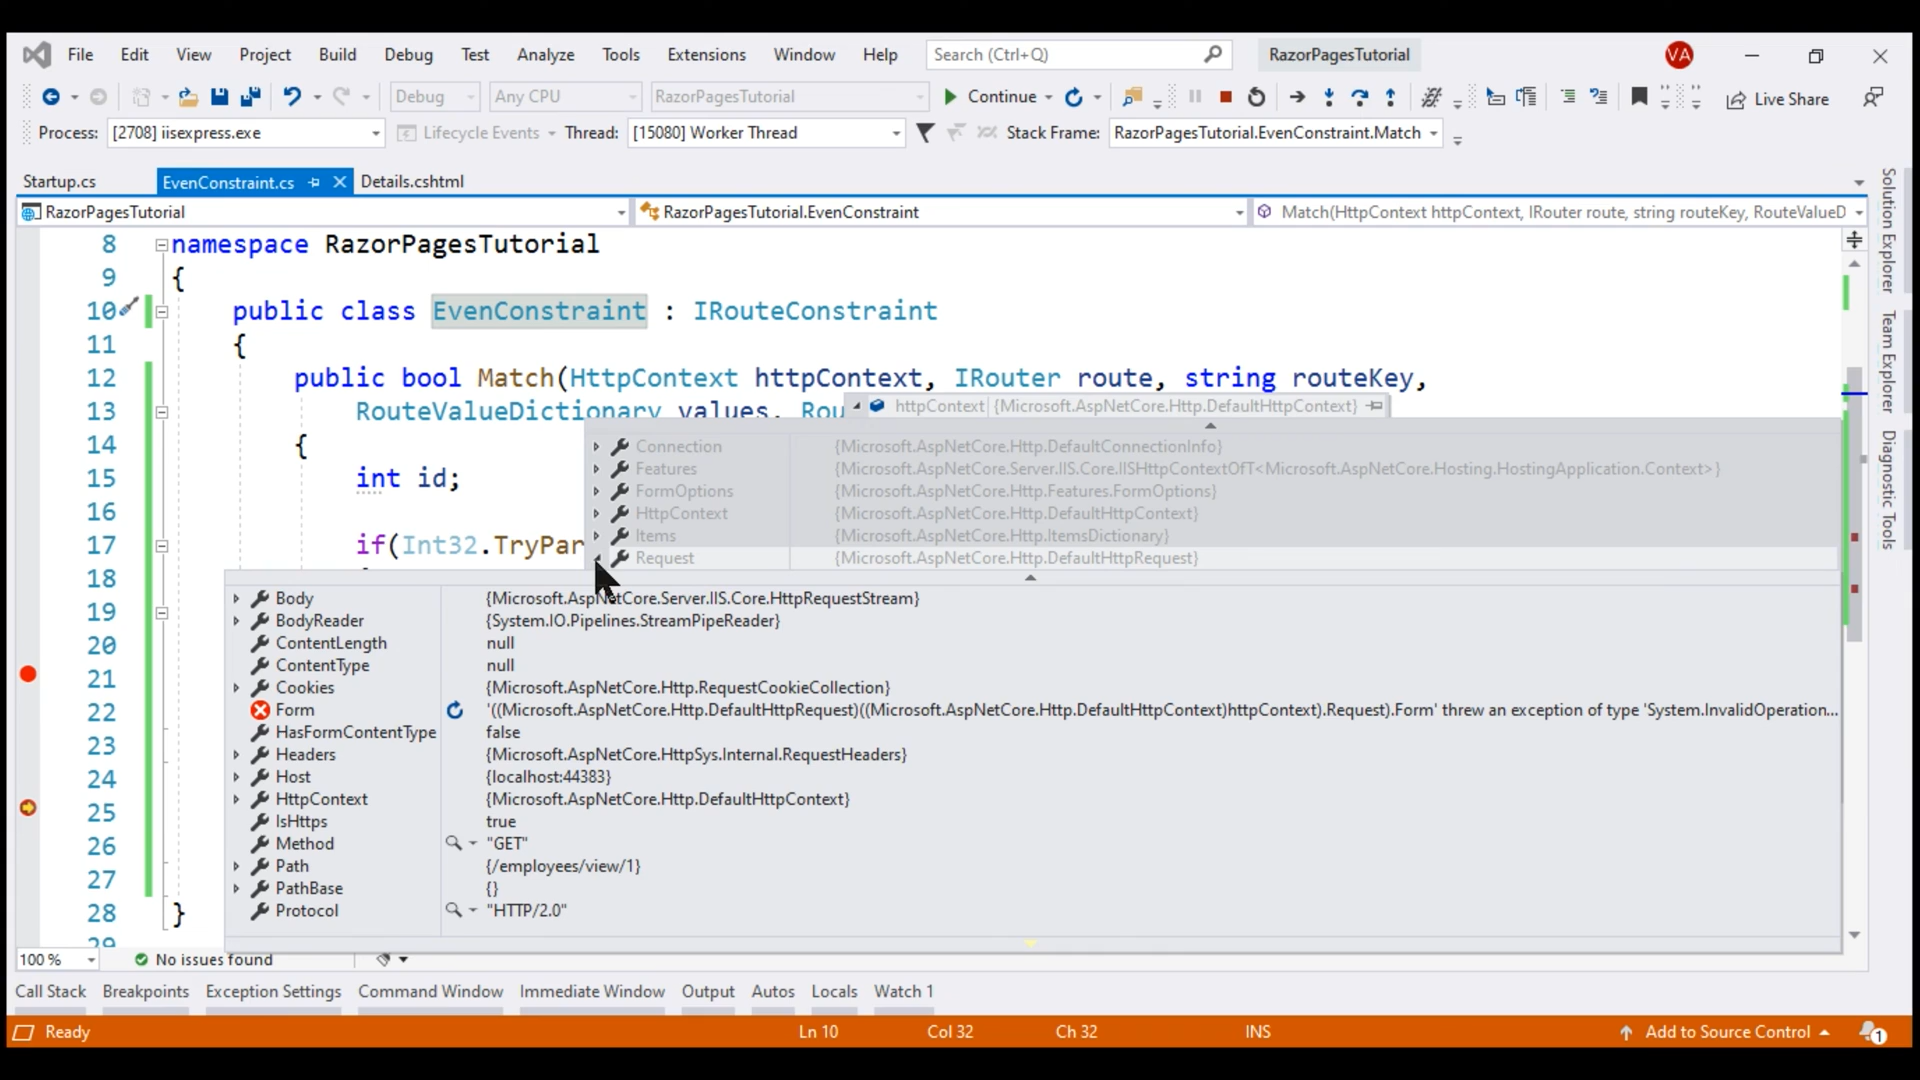 File Edit View Project Build Debug Test Analyze Tools Extensions Window Help Search (Ctrl+Q) RazorPagesTutorial VA
Debug Any CPU RazorPagesTutorial Continue Live Share
Process: [2708] iisexpress.exe Lifecycle Events Thread: [15080] Worker Thread Stack Frame: RazorPagesTutorial.EvenConstraint.Match
Startup.cs EvenConstraint.cs Details.cshtml
RazorPagesTutorial RazorPagesTutorial.EvenConstraint Match(HttpContext httpContext, IRouter route, string routeKey, RouteValueD
8 namespace RazorPagesTutorial
9 {
10 public class EvenConstraint : IRouteConstraint
11 {
12 public bool Match(HttpContext httpContext, IRouter route, string routeKey,
13 RouteValueDictionary values, Rou
httpContext {Microsoft.AspNetCore.Http.DefaultHttpContext}
14 {
Connection {Microsoft.AspNetCore.Http.DefaultConnectionInfo}
Features {Microsoft.AspNetCore.Server.IIS.Core.IISHttpContextOfT<Microsoft.AspNetCore.Hosting.HostingApplication.Context>}
15 int id;
FormOptions {Microsoft.AspNetCore.Http.Features.FormOptions}
16
HttpContext {Microsoft.AspNetCore.Http.DefaultHttpContext}
Items {Microsoft.AspNetCore.Http.ItemsDictionary}
17 if(Int32.TryPar
Request {Microsoft.AspNetCore.Http.DefaultHttpRequest}
18
Body {Microsoft.AspNetCore.Server.IIS.Core.HttpRequestStream}
19
BodyReader {System.IO.Pipelines.StreamPipeReader}
20
ContentLength null
ContentType null
21
Cookies {Microsoft.AspNetCore.Http.RequestCookieCollection}
22
Form '((Microsoft.AspNetCore.Http.DefaultHttpRequest)((Microsoft.AspNetCore.Http.DefaultHttpContext)httpContext).Request).Form' threw an exception of type 'System.InvalidOperation...
HasFormContentType false
23
Headers {Microsoft.AspNetCore.HttpSys.Internal.RequestHeaders}
24
Host {localhost:44383}
HttpContext {Microsoft.AspNetCore.Http.DefaultHttpContext}
25
IsHttps true
26
Method "GET"
Path {/employees/view/1}
27
PathBase {}
28 }
Protocol "HTTP/2.0"
29
100 % No issues found
Call Stack Breakpoints Exception Settings Command Window Immediate Window Output Autos Locals Watch 1
Ready Ln 10 Col 32 Ch 32 INS Add to Source Control 1
Solution Explorer
Team Explorer
Diagnostic Tools